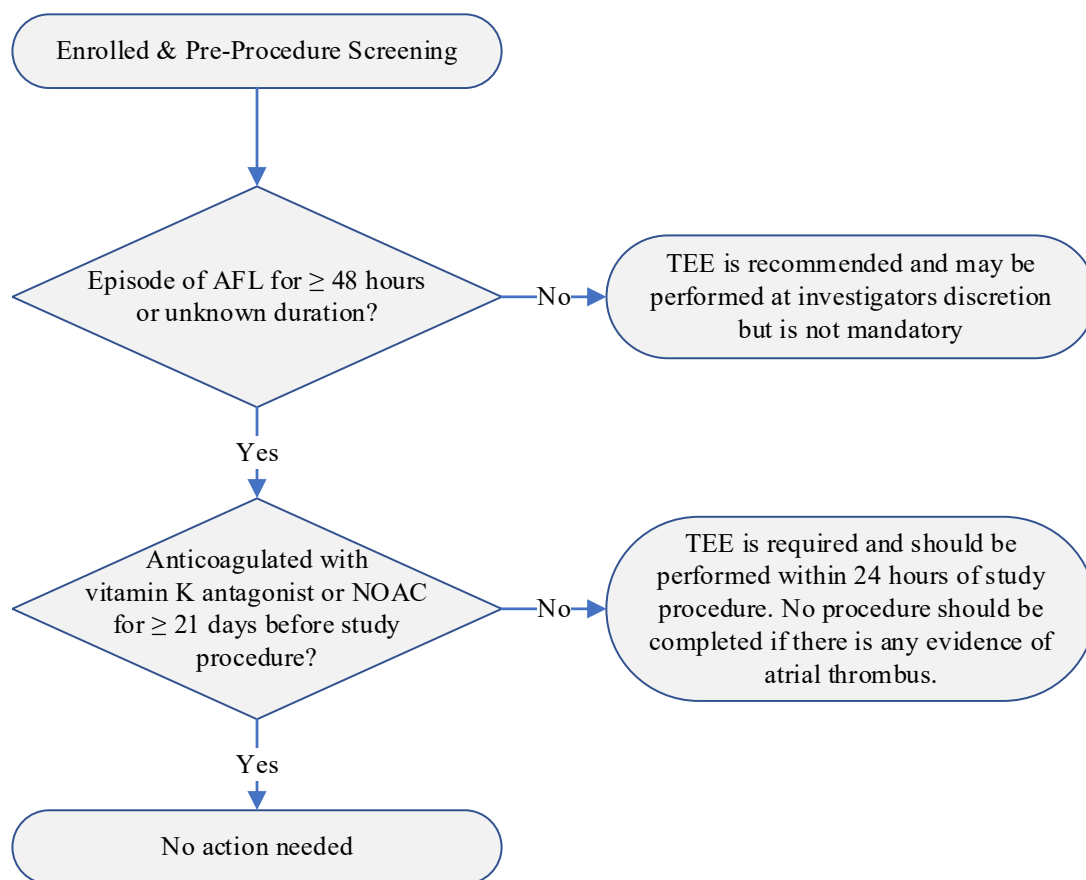 Enrolled & Pre-Procedure Screening
Episode of AFL for ≥ 48 hours
or unknown duration?
No
TEE is recommended and may be
performed at investigators discretion
but is not mandatory
Yes
Anticoagulated with
vitamin K antagonist or NOAC
for ≥ 21 days before study
procedure?
No
TEE is required and should be
performed within 24 hours of study
procedure. No procedure should be
completed if there is any evidence of
atrial thrombus.
Yes
No action needed